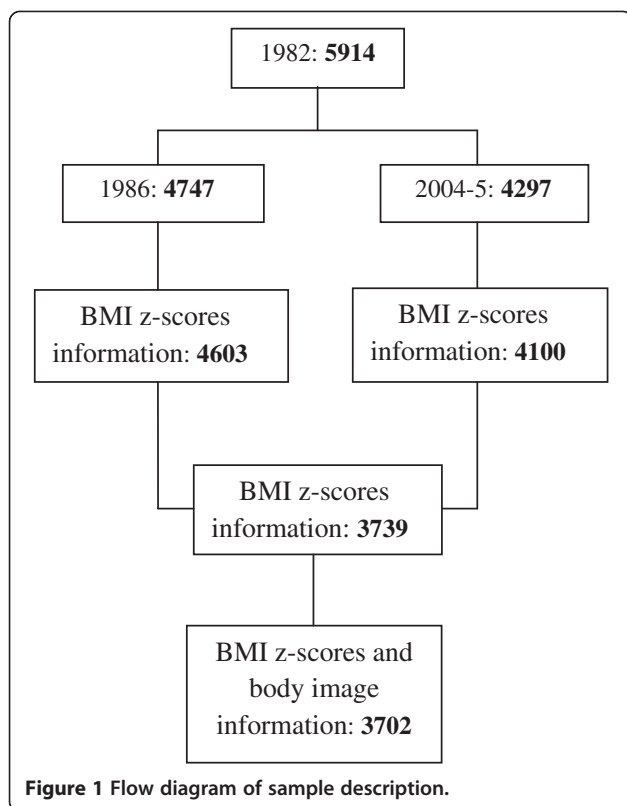 1982: 5914
1986: 4747
2004-5: 4297
BMI z-scores
information: 4603
BMI z-scores
information: 4100
BMI z-scores
information: 3739
BMI z-scores and
body image
information: 3702
Figure 1 Flow diagram of sample description.